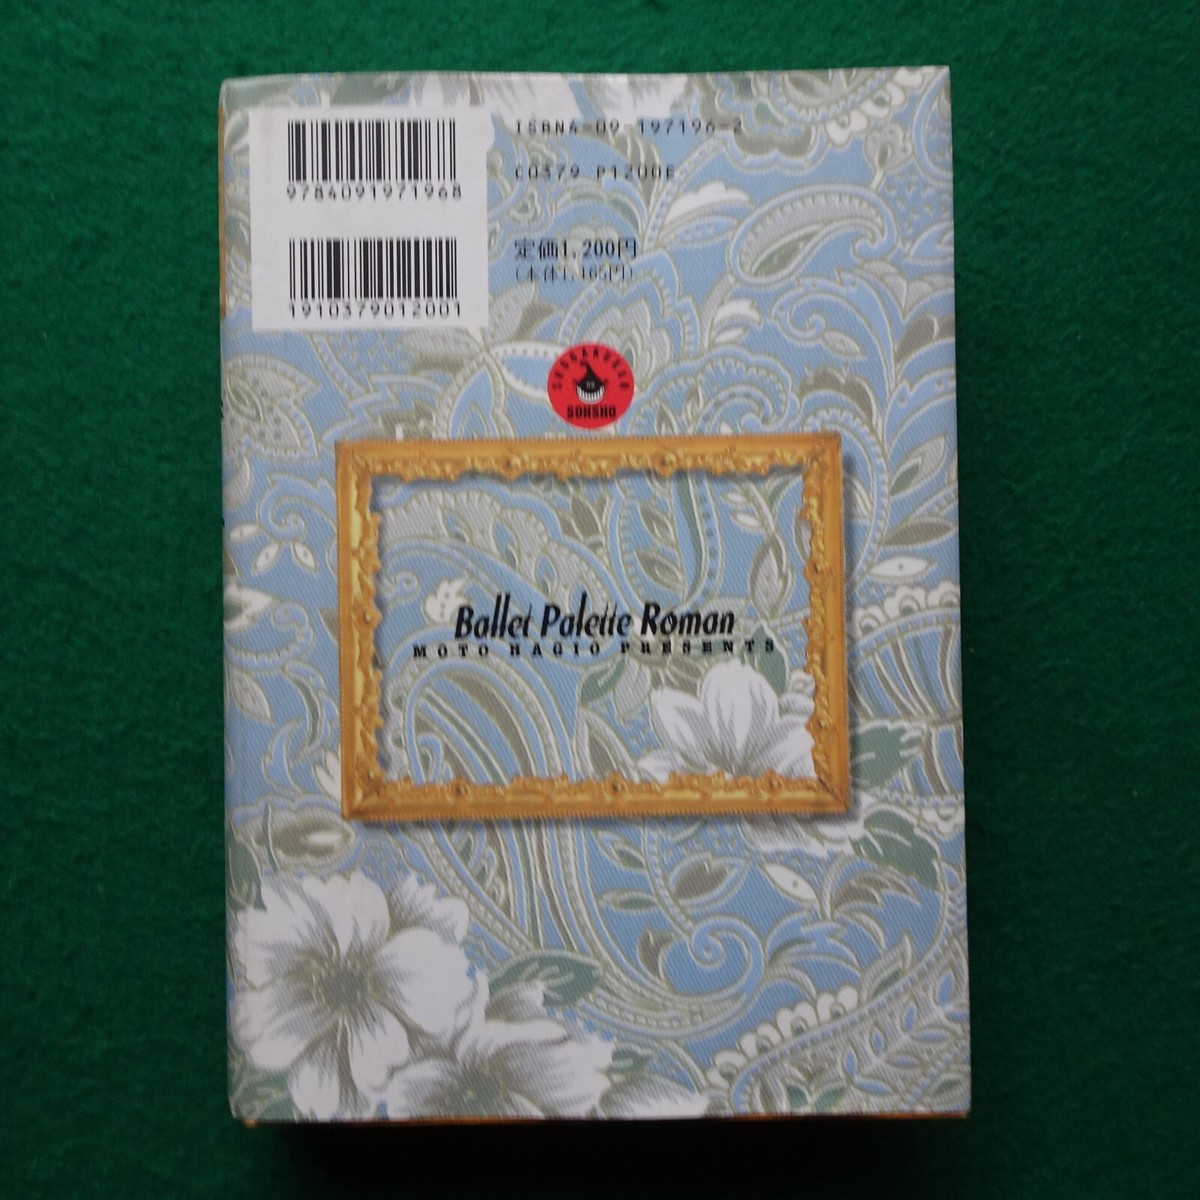 9784091971968
1910379012001
ISBN4-09-197196-2
C0379 P1200E
定価1,200円
(本体1,165円)
SHOGAKUKAN
SONSHO
Ballet Palette Roman
MOTO HAGIO PRESENTS